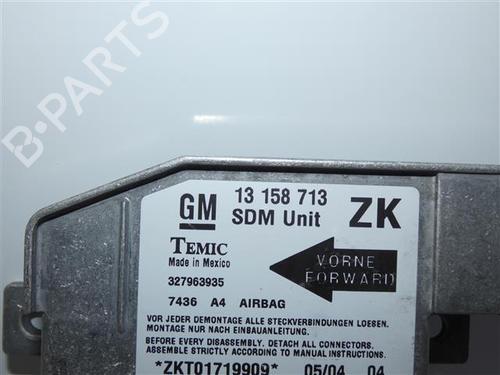 B-PARTS
GM 13 158 713 ZK
SDM Unit
TEMIC
Made in Mexico
327963935
VORNE
FORWARD
7436 A4 AIRBAG
VOR JEDER DEMONTAGE ALLE STECKVERBINDUNGEN LOESEN.
MONTAGE NUR NACH EINBAUANLEITUNG.
BEFORE EVERY DISASSEMBLY, DETACH ALL CONNECTORS.
ASSEMBLE STRICTLY ACCORDING TO MANUAL INSTRUCTIONS.
*ZKT01719909* 05/04 04